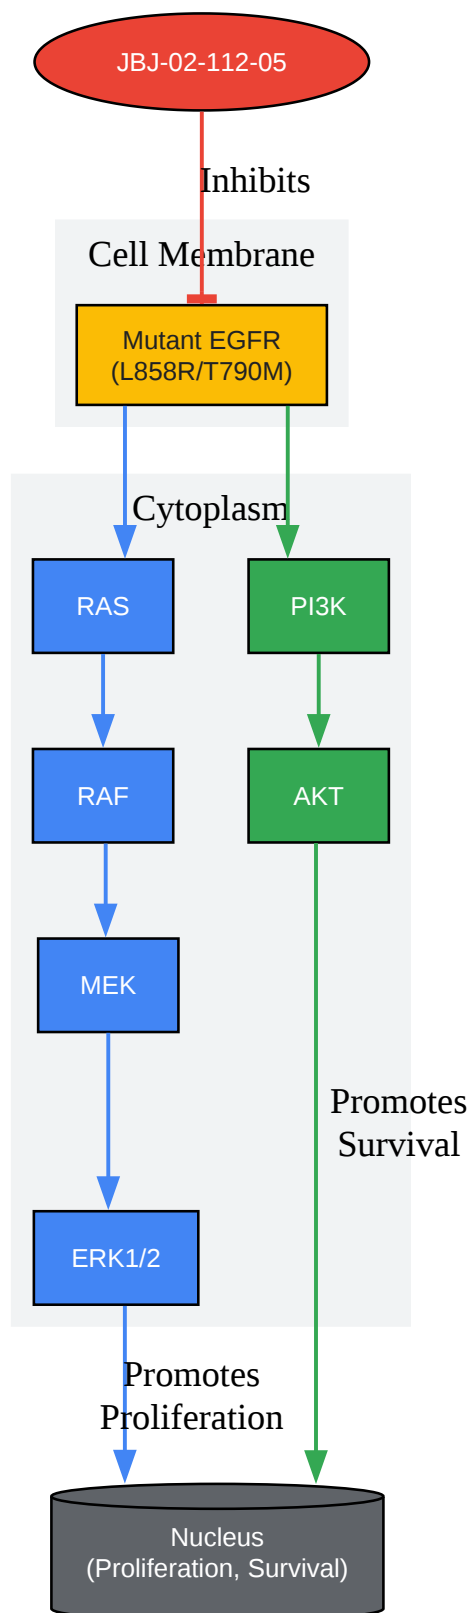 JBJ-02-112-05
Inhibits
Cell Membrane
Mutant EGFR
(L858R/T790M)
Cytoplasm
RAS
PI3K
RAF
AKT
MEK
Promotes
Survival
ERK1/2
Promotes
Proliferation
Nucleus
(Proliferation, Survival)